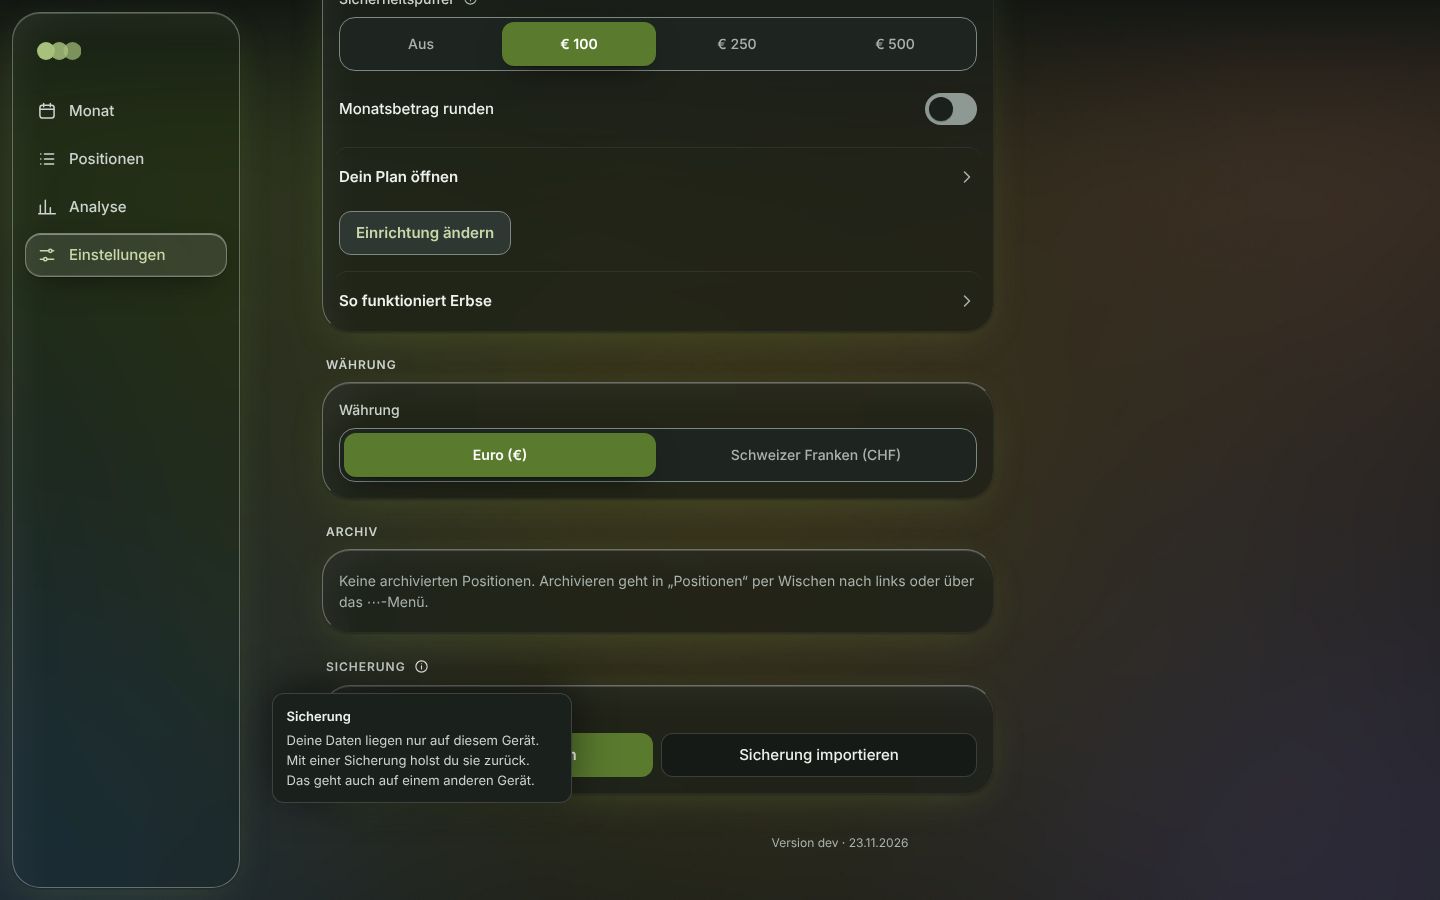 Monat
Positionen
Analyse
Einstellungen
Sicherheitspuffer
Aus
€ 100
€ 250
€ 500
Monatsbetrag runden
Dein Plan öffnen
Einrichtung ändern
So funktioniert Erbse
WÄHRUNG
Währung
Euro (€)
Schweizer Franken (CHF)
ARCHIV
Keine archivierten Positionen. Archivieren geht in „Positionen“ per Wischen nach links oder über
das ···-Menü.
SICHERUNG
Sicherung
Deine Daten liegen nur auf diesem Gerät.
Mit einer Sicherung holst du sie zurück.
Das geht auch auf einem anderen Gerät.
Sicherung importieren
Version dev · 23.11.2026